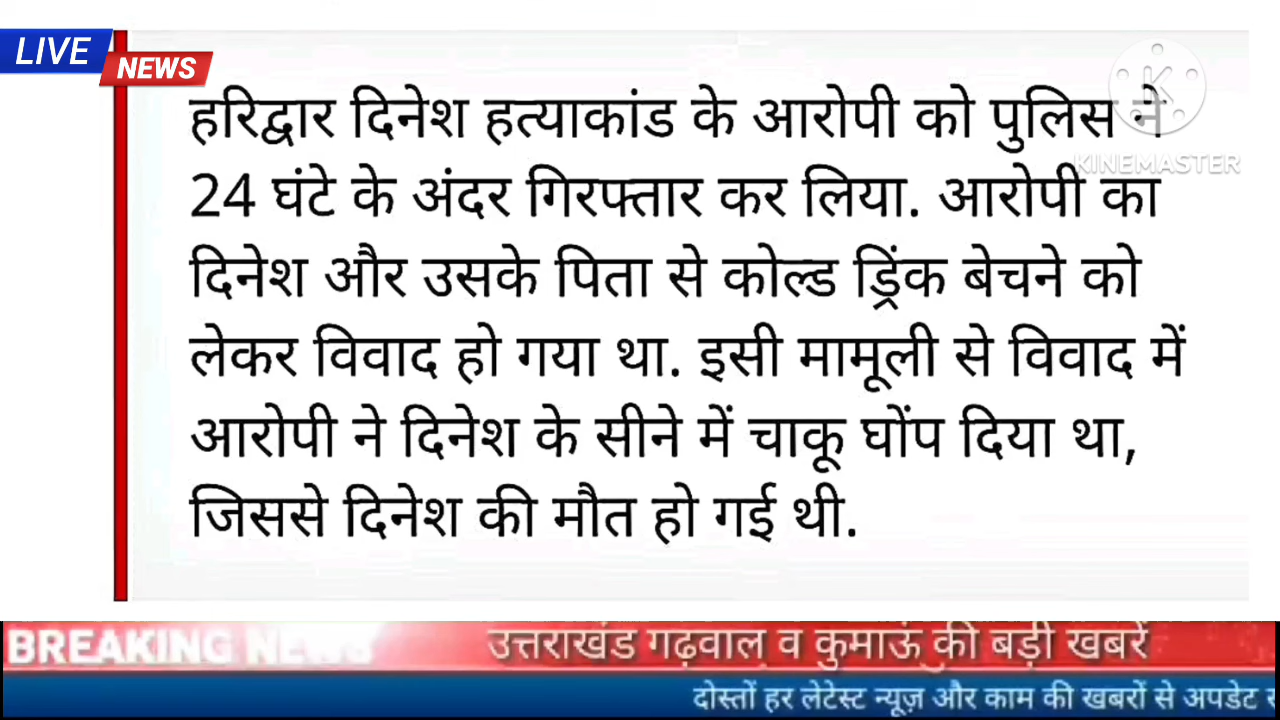 LIVE
NEWS
हरिद्वार दिनेश हत्याकांड के आरोपी को पुलिस ने
24 घंटे के अंदर गिरफ्तार कर लिया. आरोपी का
दिनेश और उसके पिता से कोल्ड ड्रिंक बेचने को
लेकर विवाद हो गया था. इसी मामूली से विवाद में
आरोपी ने दिनेश के सीने में चाकू घोंप दिया था,
जिससे दिनेश की मौत हो गई थी.
K
KINEMASTER
BREAKING NEWS
उत्तराखंड गढ़वाल व कुमाऊं की बड़ी खबरें
दोस्तों हर लेटेस्ट न्यूज़ और काम की खबरों से अपडेट